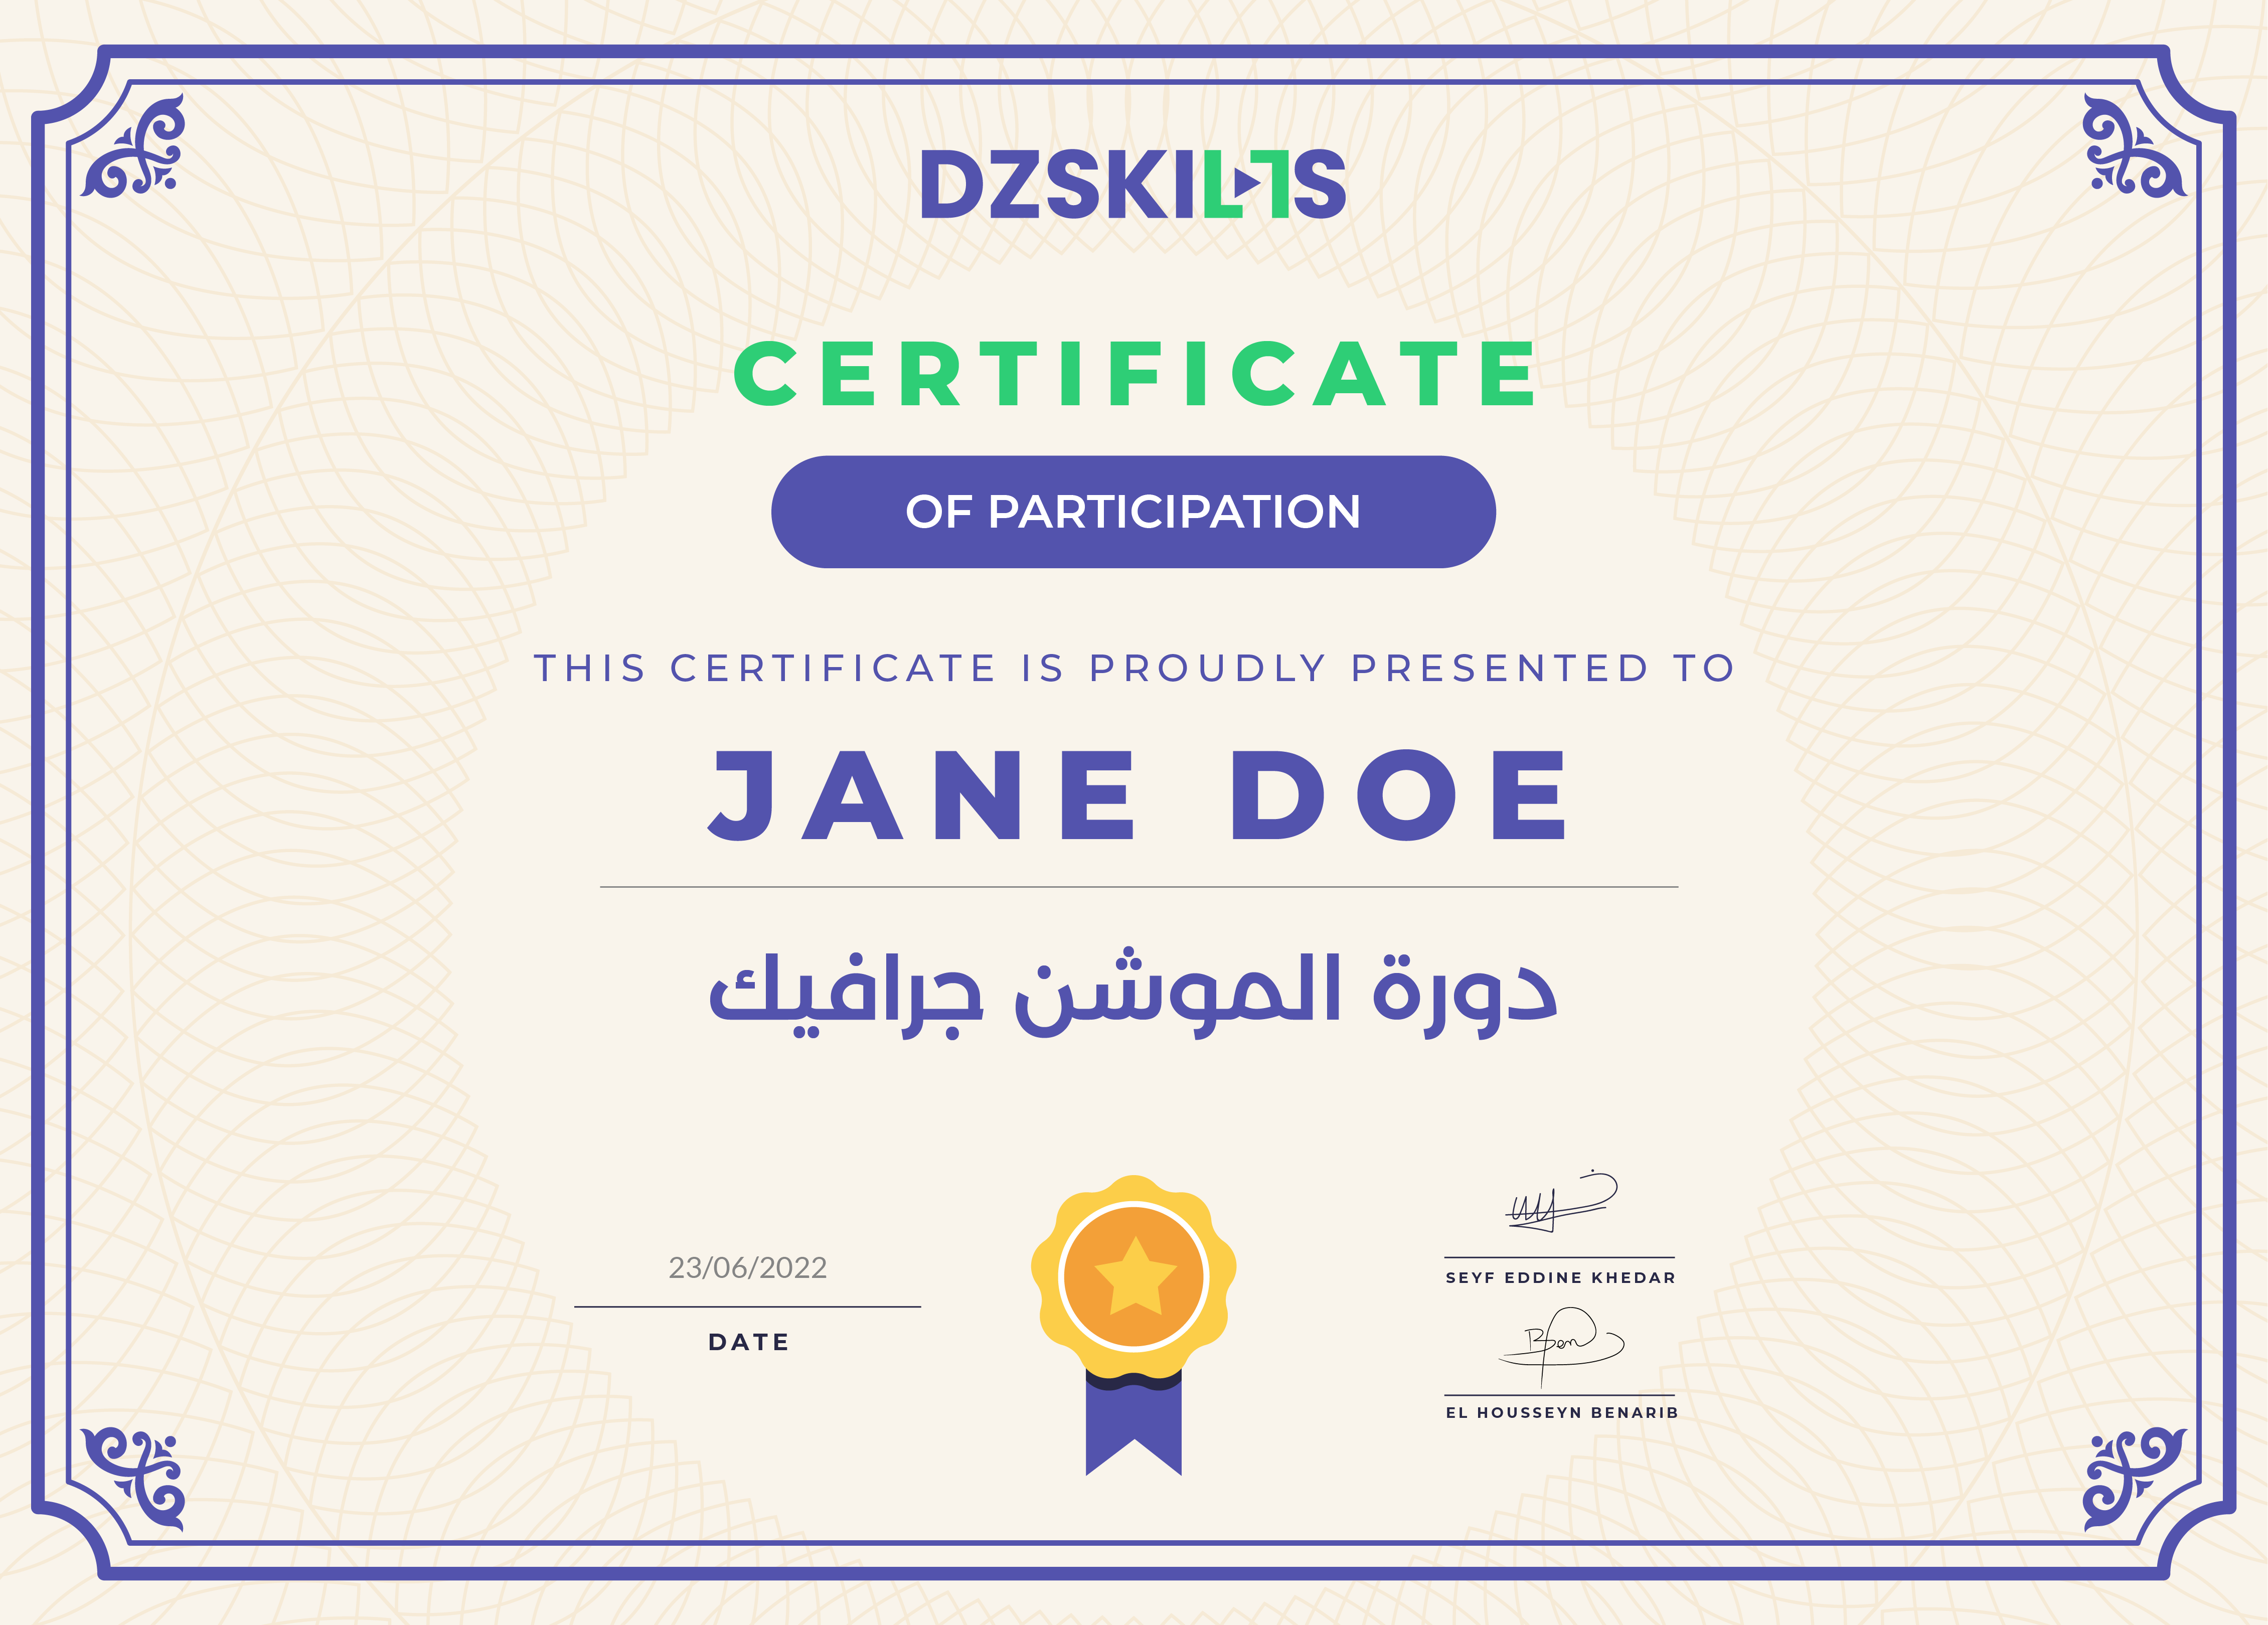 DZSKILLS
CERTIFICATE
OF PARTICIPATION
THIS CERTIFICATE IS PROUDLY PRESENTED TO
JANE DOE
دورة الموشن جرافيك
23/06/2022
DATE
SEYF EDDINE KHEDAR
EL HOUSSEYN BENARIB